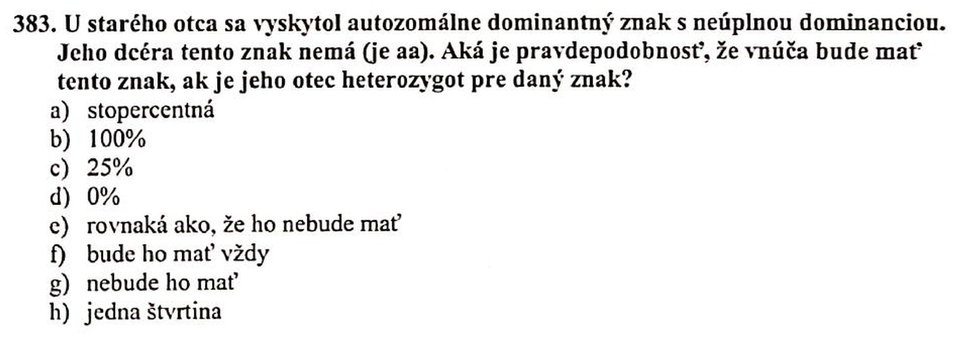 383. U starého otca sa vyskytol autozomálne dominantný znak s neúplnou dominanciou.
Jeho dcéra tento znak nemá (je aa). Aká je pravdepodobnosť, že vnúča bude mať
tento znak, ak je jeho otec heterozygot pre daný znak?
a) stopercentná
b) 100%
c) 25%
d) 0%
e) rovnaká ako, že ho nebude mať
f) bude ho mať vždy
g) nebude ho mať
h) jedna štvrtina